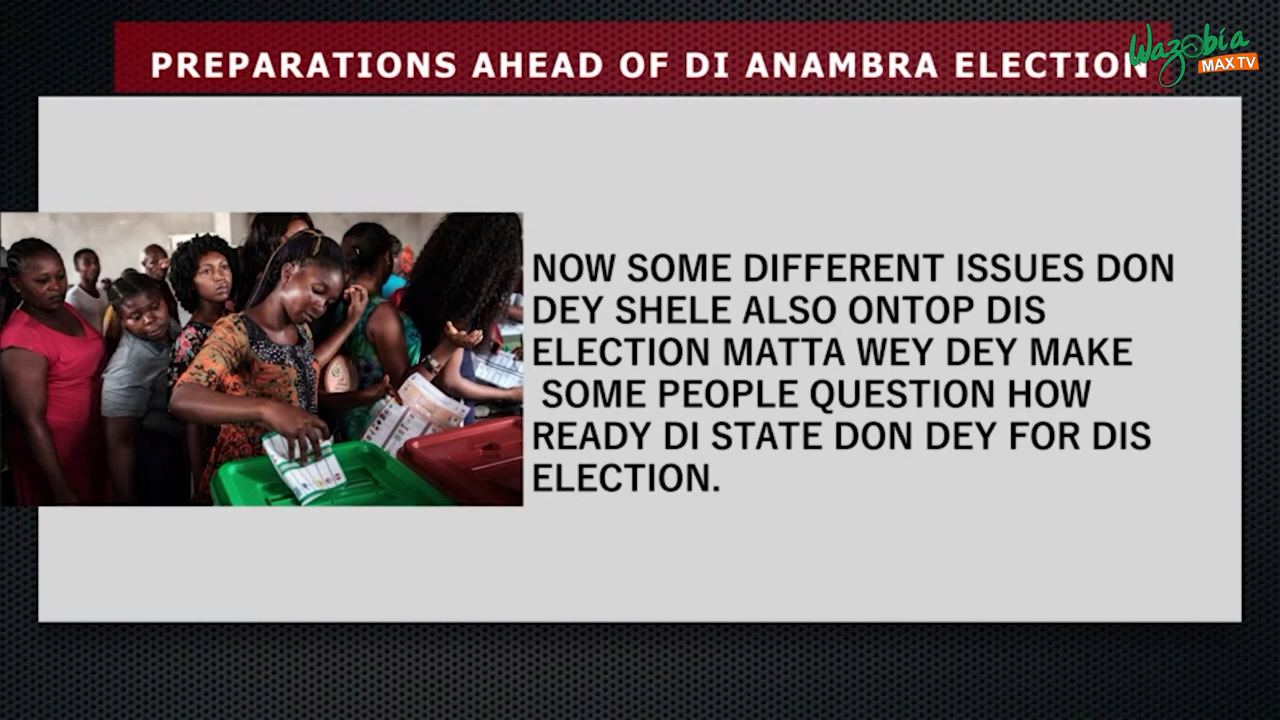 PREPARATIONS AHEAD OF DI ANAMBRA ELECTION
Wazobia
MAX TV
NOW SOME DIFFERENT ISSUES DON
DEY SHELE ALSO ONTOP DIS
ELECTION MATTA WEY DEY MAKE
SOME PEOPLE QUESTION HOW
READY DI STATE DON DEY FOR DIS
ELECTION.